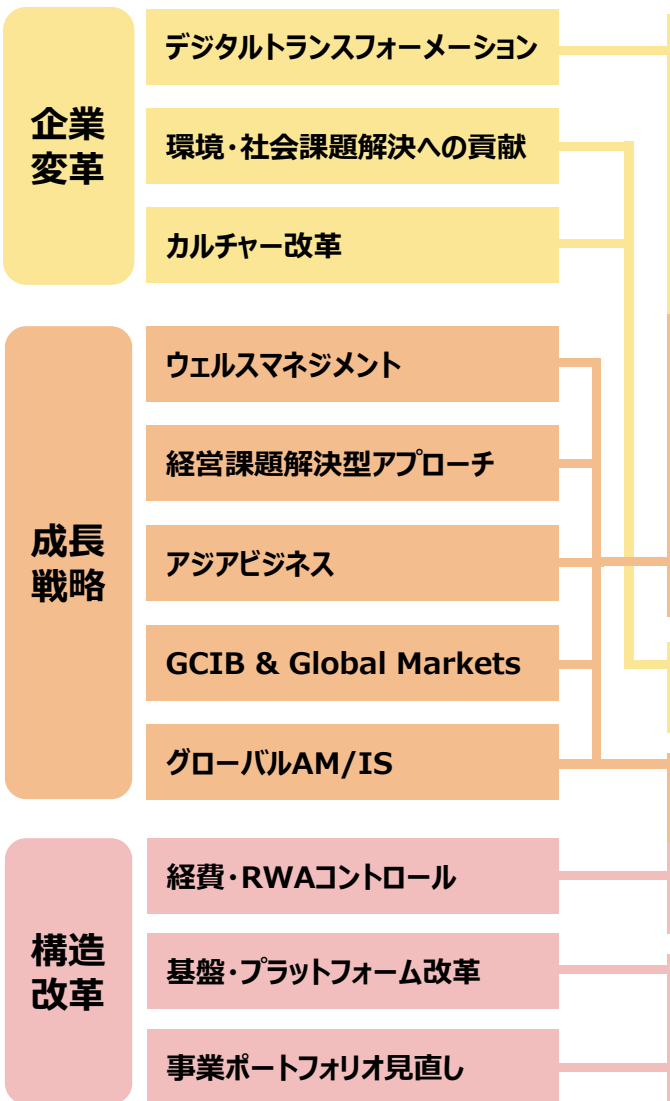 企業
変革
デジタルトランスフォーメーション
環境・社会課題解決への貢献
カルチャー改革
成長
戦略
ウェルスマネジメント
経営課題解決型アプローチ
アジアビジネス
GCIB & Global Markets
グローバルAM/IS
構造
改革
経費・RWAコントロール
基盤・プラットフォーム改革
事業ポートフォリオ見直し